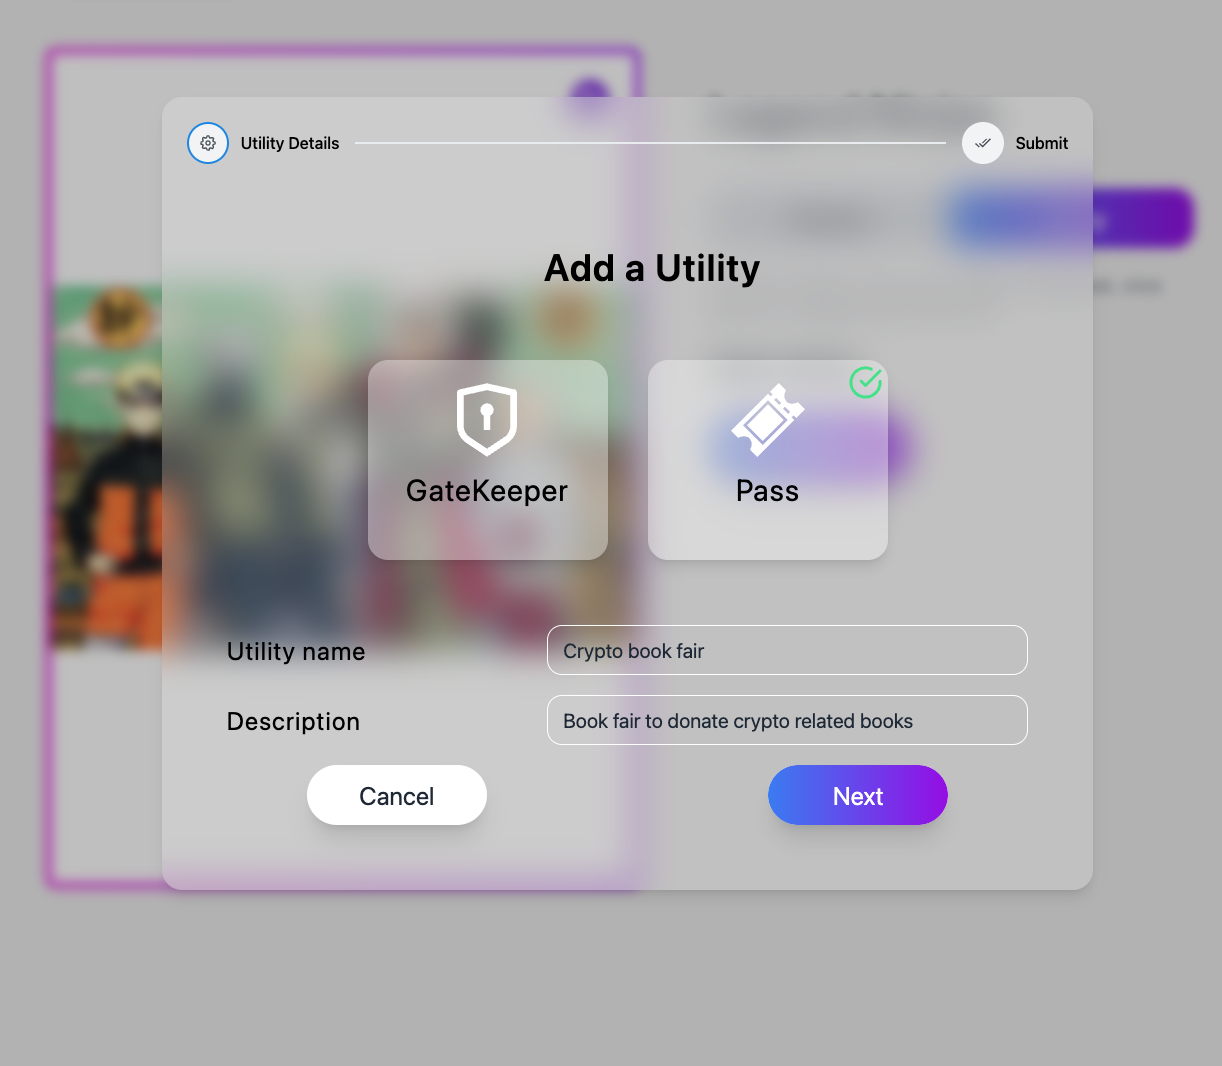 Utility Details
Submit
Add a Utility
GateKeeper
Pass
Utility name
Crypto book fair
Description
Book fair to donate crypto related books
Cancel
Next